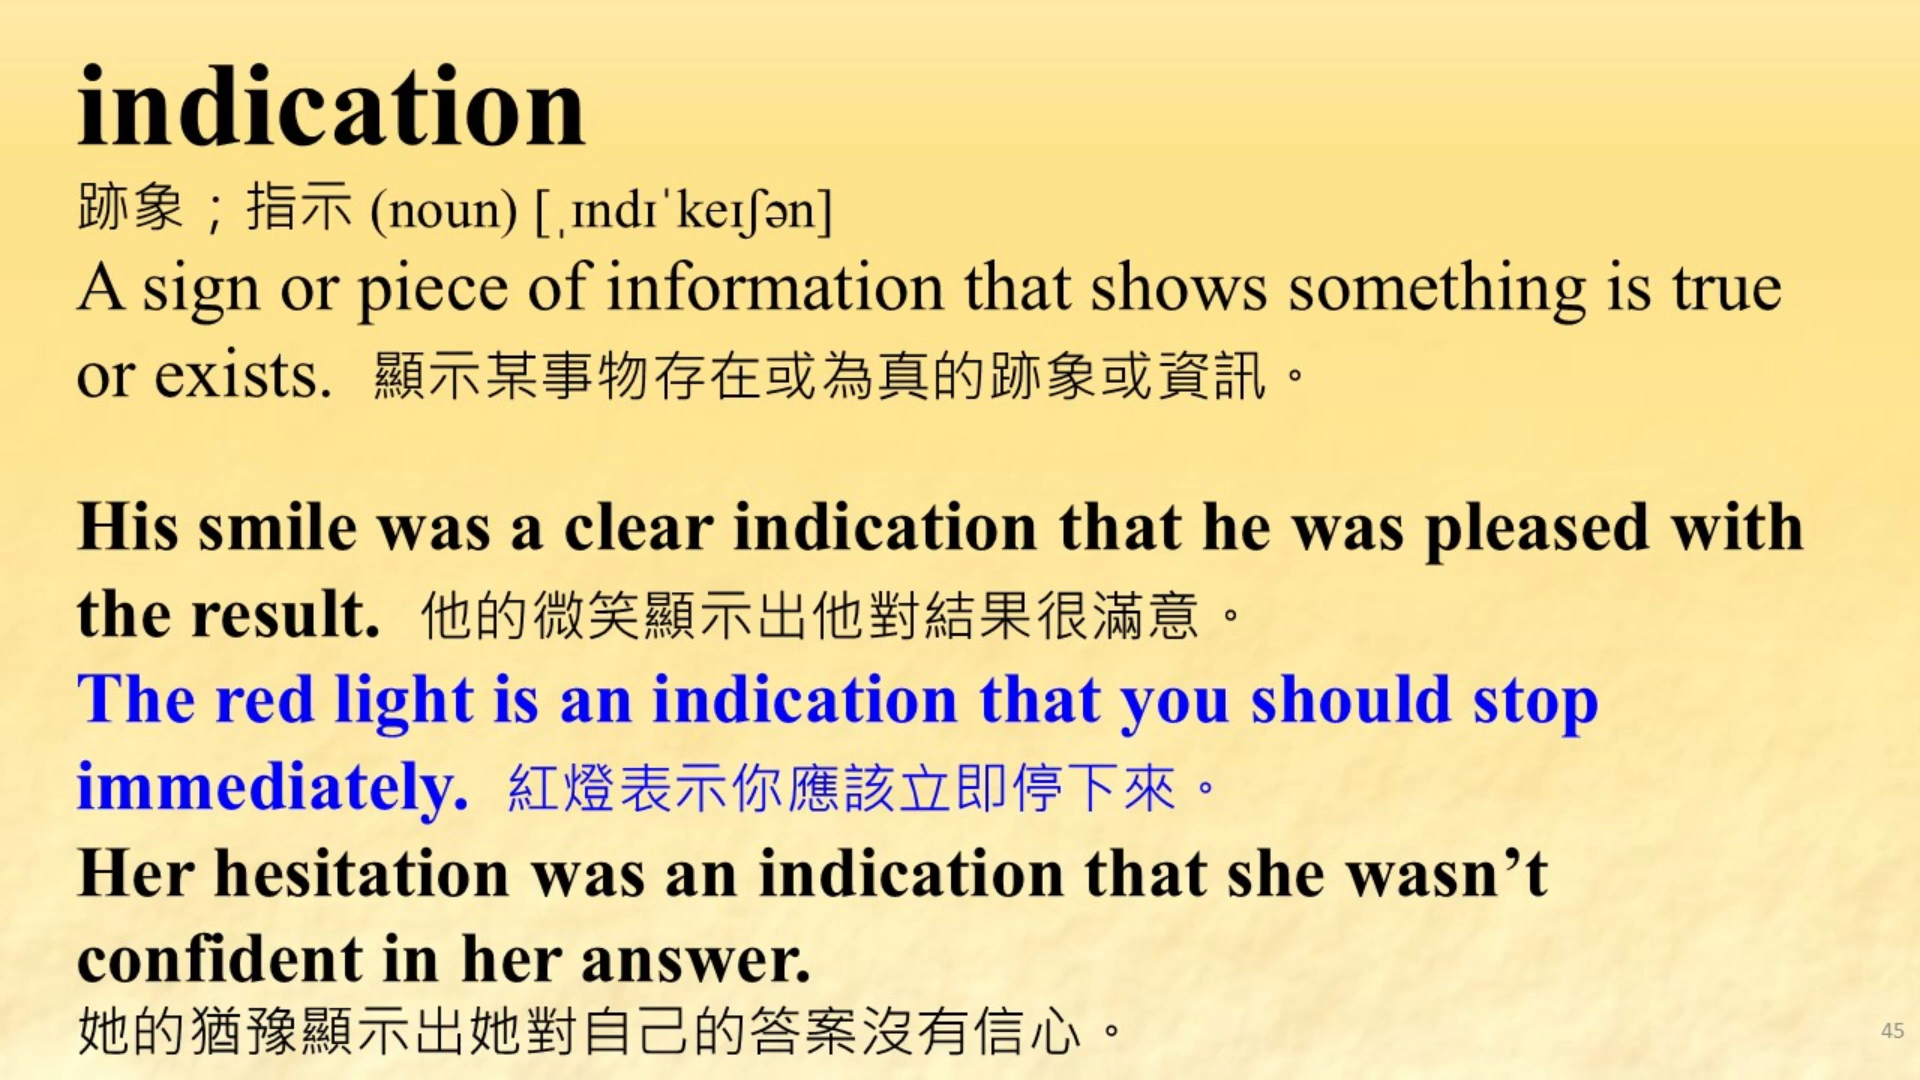 indication
跡象；指示 (noun) [ˌɪndɪˈkeɪʃən]
A sign or piece of information that shows something is true
or exists. 顯示某事物存在或為真的跡象或資訊。
His smile was a clear indication that he was pleased with
the result. 他的微笑顯示出他對結果很滿意。
The red light is an indication that you should stop
immediately. 紅燈表示你應該立即停下來。
Her hesitation was an indication that she wasn’t
confident in her answer.
她的猶豫顯示出她對自己的答案沒有信心。
45